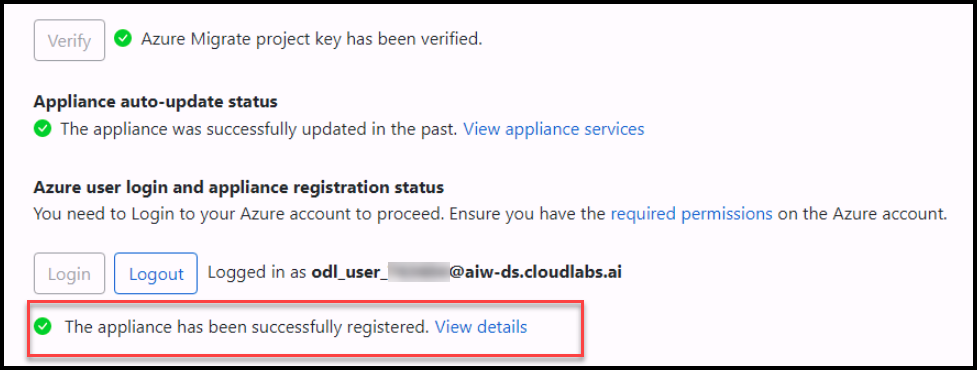 Verify Azure Migrate project key has been verified.
Appliance auto-update status
The appliance was successfully updated in the past. View appliance services
Azure user login and appliance registration status
You need to Login to your Azure account to proceed. Ensure you have the required permissions on the Azure account.
Login Logout Logged in as odl_user_ @aiw-ds.cloudlabs.ai
The appliance has been successfully registered. View details